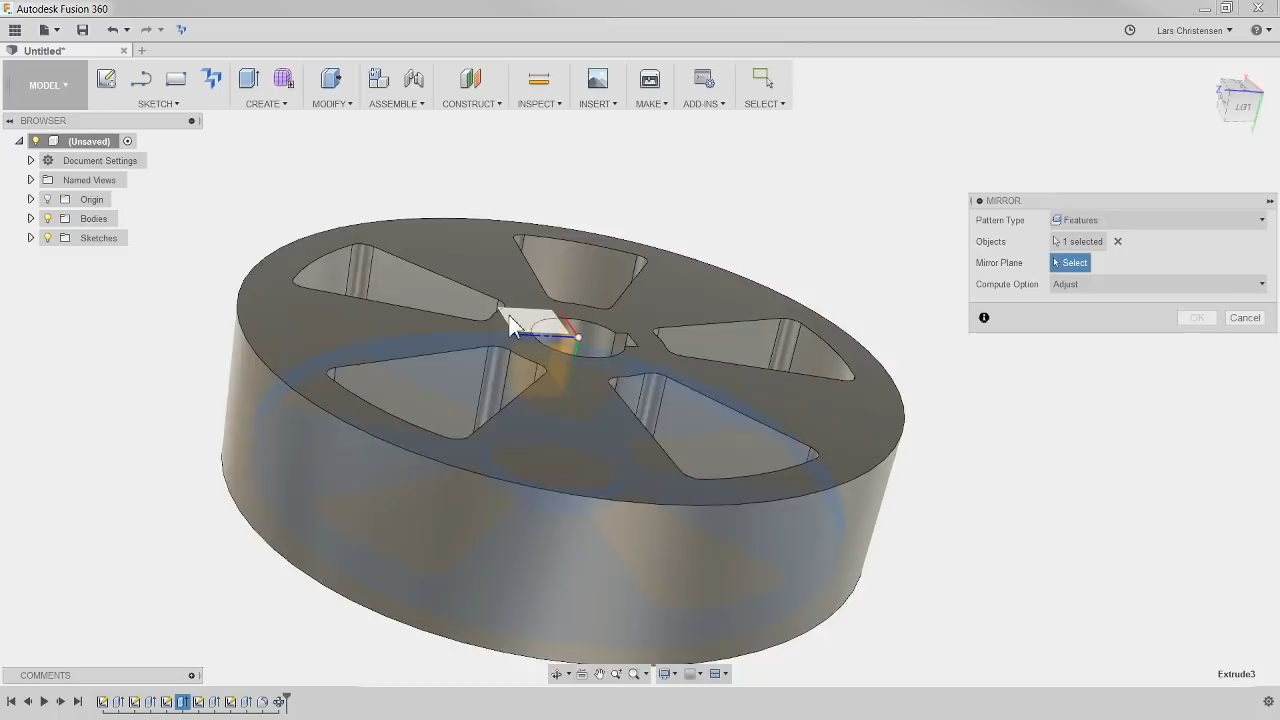 Autodesk Fusion 360
Lars Christensen
Untitled*
MODEL
SKETCH
CREATE
MODIFY
ASSEMBLE
CONSTRUCT
INSPECT
INSERT
MAKE
ADD-INS
SELECT
BROWSER
(Unsaved)
Document Settings
Named Views
Origin
Bodies
Sketches
Z
X
LEFT
MIRROR
Pattern Type Features
Objects 1 selected
Mirror Plane Select
Compute Option Adjust
OK Cancel
COMMENTS
Extrude3